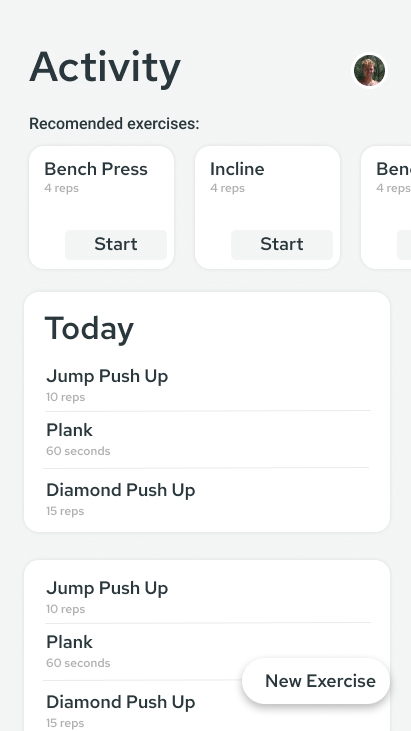 Activity
Recomended exercises:
Bench Press
4 reps
Start
Incline
4 reps
Start
Ben
4 reps
Today
Jump Push Up
10 reps
Plank
60 seconds
Diamond Push Up
15 reps
Jump Push Up
10 reps
Plank
60 seconds
Diamond Push Up
15 reps
New Exercise